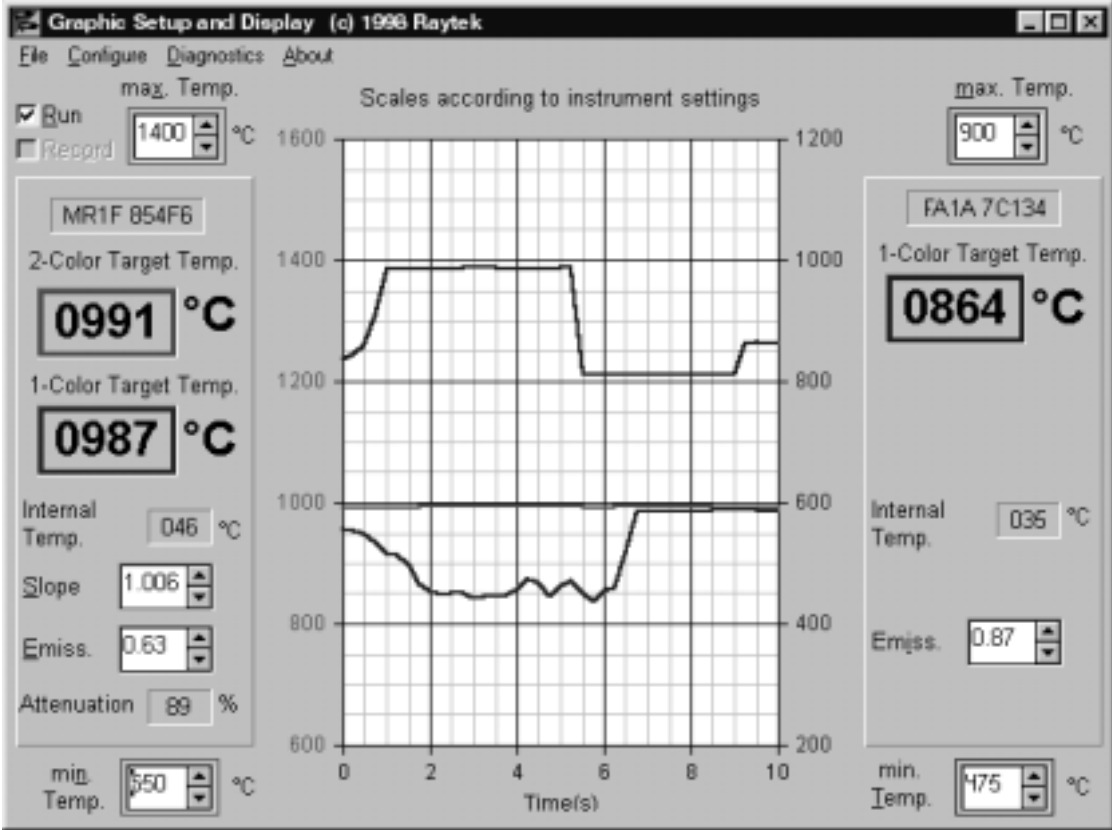 Graphic Setup and Display (c) 1998 Raytek
File Configure Diagnostics About
Run
Record
max. Temp.
1400 °C
MR1F 854F6
2-Color Target Temp.
0991 °C
1-Color Target Temp.
0987 °C
Internal Temp. 046 °C
Slope 1.006
Emiss. 0.63
Attenuation 89 %
min. Temp. 650 °C
Scales according to instrument settings
1600
1400
1200
1000
800
600
1200
1000
800
600
400
200
0 2 4 6 8 10
Time(s)
max. Temp.
900 °C
FA1A 7C134
1-Color Target Temp.
0864 °C
Internal Temp. 035 °C
Emiss. 0.87
min. Temp. 475 °C